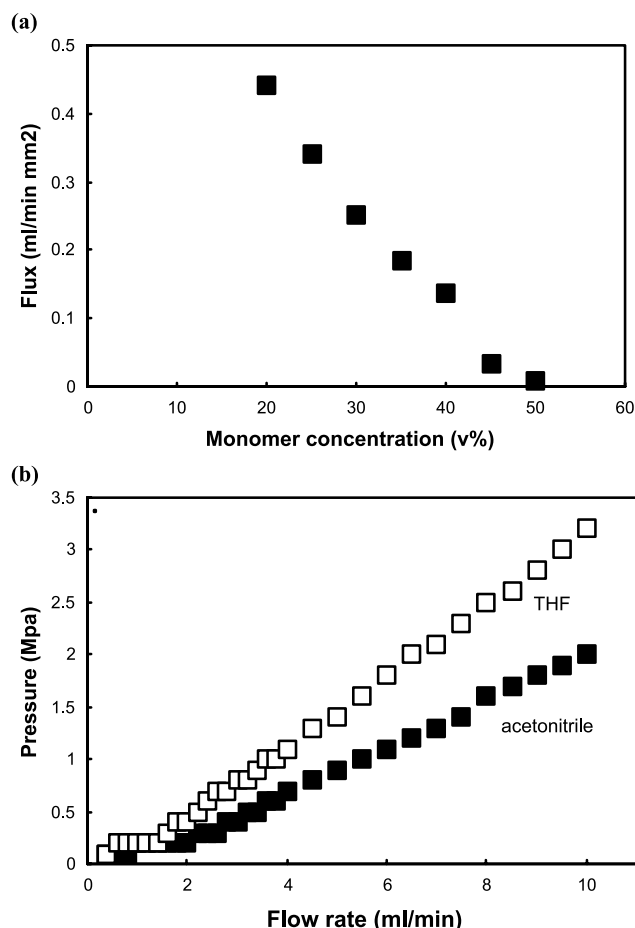 (a)
0.5
0.4
0.3
0.2
0.1
0
Flux (ml/min mm2)
0 10 20 30 40 50 60
Monomer concentration (v%)
(b)
3.5
3
2.5
2
1.5
1
0.5
0
Pressure (Mpa)
THF
acetonitrile
0 2 4 6 8 10
Flow rate (ml/min)